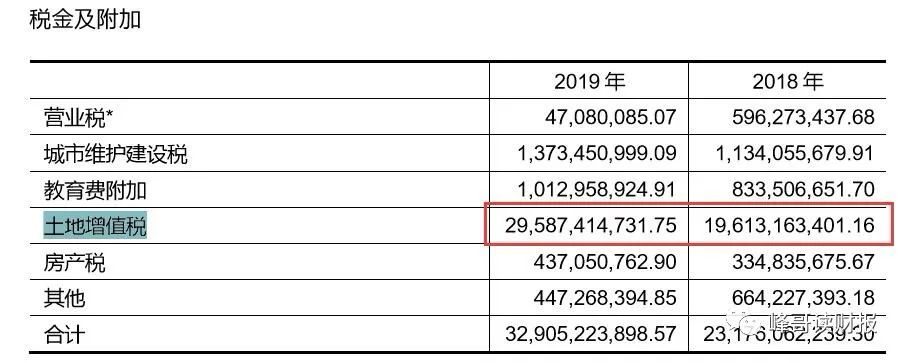 税金及附加
2019 年 2018 年
营业税* 47,080,085.07 596,273,437.68
城市维护建设税 1,373,450,999.09 1,134,055,679.91
教育费附加 1,012,958,924.91 833,506,651.70
土地增值税 29,587,414,731.75 19,613,163,401.16
房产税 437,050,762.90 334,835,675.67
其他 447,268,394.85 664,227,393.18
合计 32,905,223,898.57 23,176,062,239.30
峰哥读财报